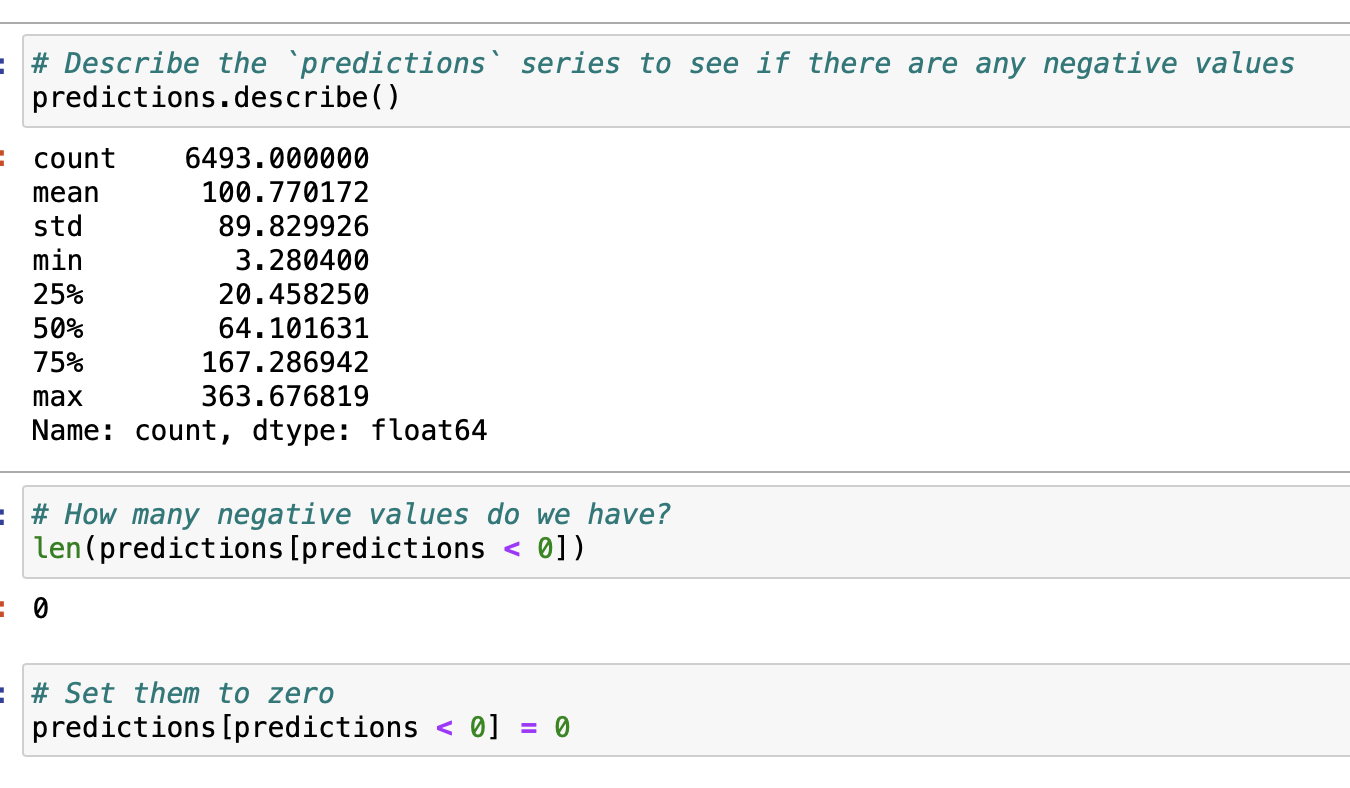 # Describe the `predictions` series to see if there are any negative values
predictions.describe()
count    6493.000000
mean      100.770172
std        89.829926
min         3.280400
25%        20.458250
50%        64.101631
75%       167.286942
max       363.676819
Name: count, dtype: float64
# How many negative values do we have?
len(predictions[predictions < 0])
0
# Set them to zero
predictions[predictions < 0] = 0